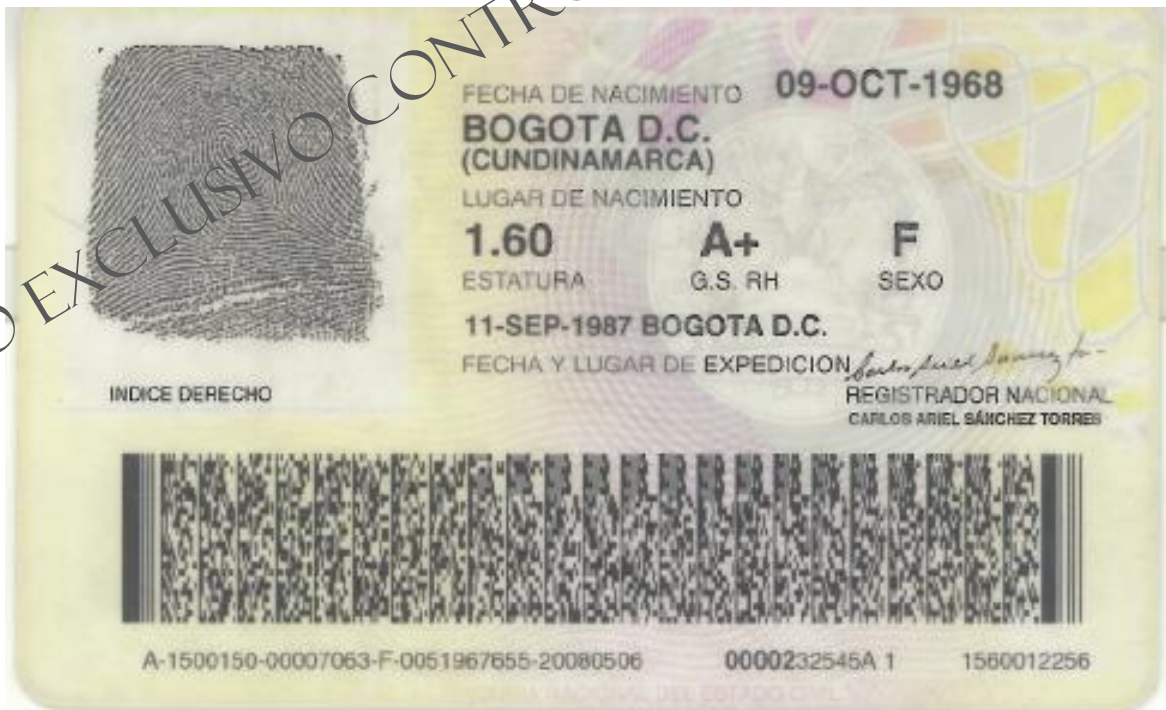 O EXCLUSIVO CONTR
FECHA DE NACIMIENTO 09-OCT-1968
BOGOTA D.C.
(CUNDINAMARCA)
LUGAR DE NACIMIENTO
1.60 A+ F
ESTATURA G.S. RH SEXO
11-SEP-1987 BOGOTA D.C.
FECHA Y LUGAR DE EXPEDICION
INDICE DERECHO
REGISTRADOR NACIONAL
CARLOS ARIEL SÁNCHEZ TORRES
A-1500150-00007063-F-0051967655-20080506 0000232545A 1 1560012256